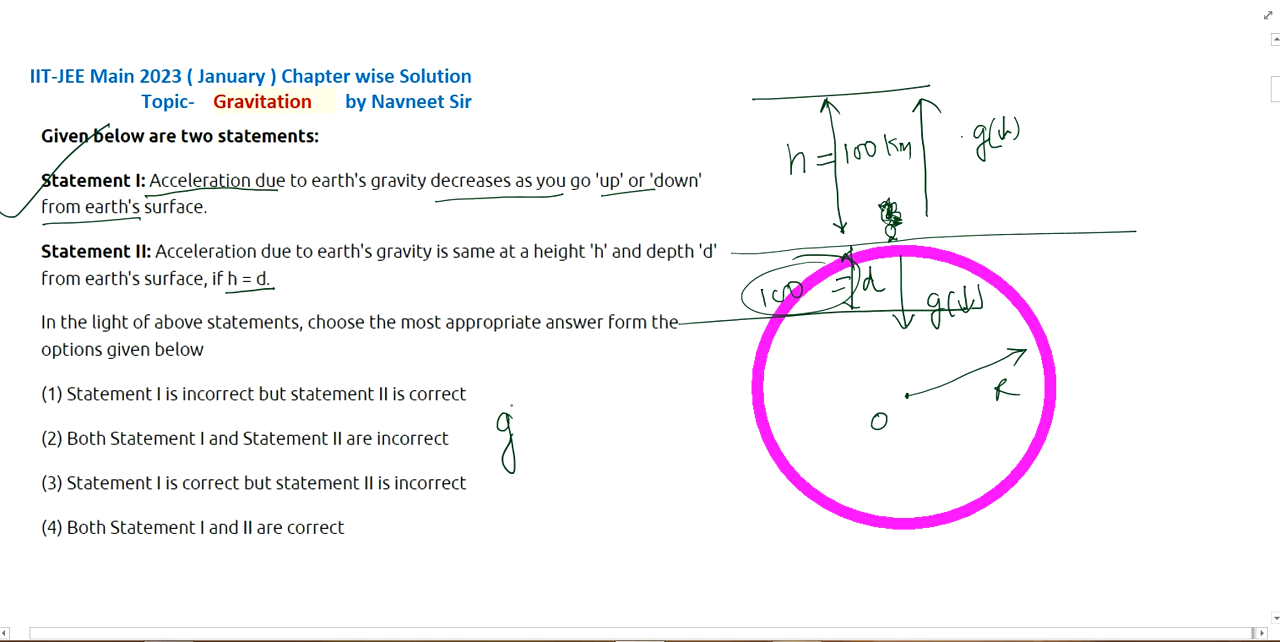 IIT-JEE Main 2023 ( January ) Chapter wise Solution
Topic- Gravitation by Navneet Sir
Given below are two statements:
Statement I: Acceleration due to earth's gravity decreases as you go 'up' or 'down'
from earth's surface.
Statement II: Acceleration due to earth's gravity is same at a height 'h' and depth 'd'
from earth's surface, if h = d.
In the light of above statements, choose the most appropriate answer form the
options given below
(1) Statement I is incorrect but statement II is correct
(2) Both Statement I and Statement II are incorrect
(3) Statement I is correct but statement II is incorrect
(4) Both Statement I and II are correct
g
h = 100 KM
g(h)
100 = d
R
O